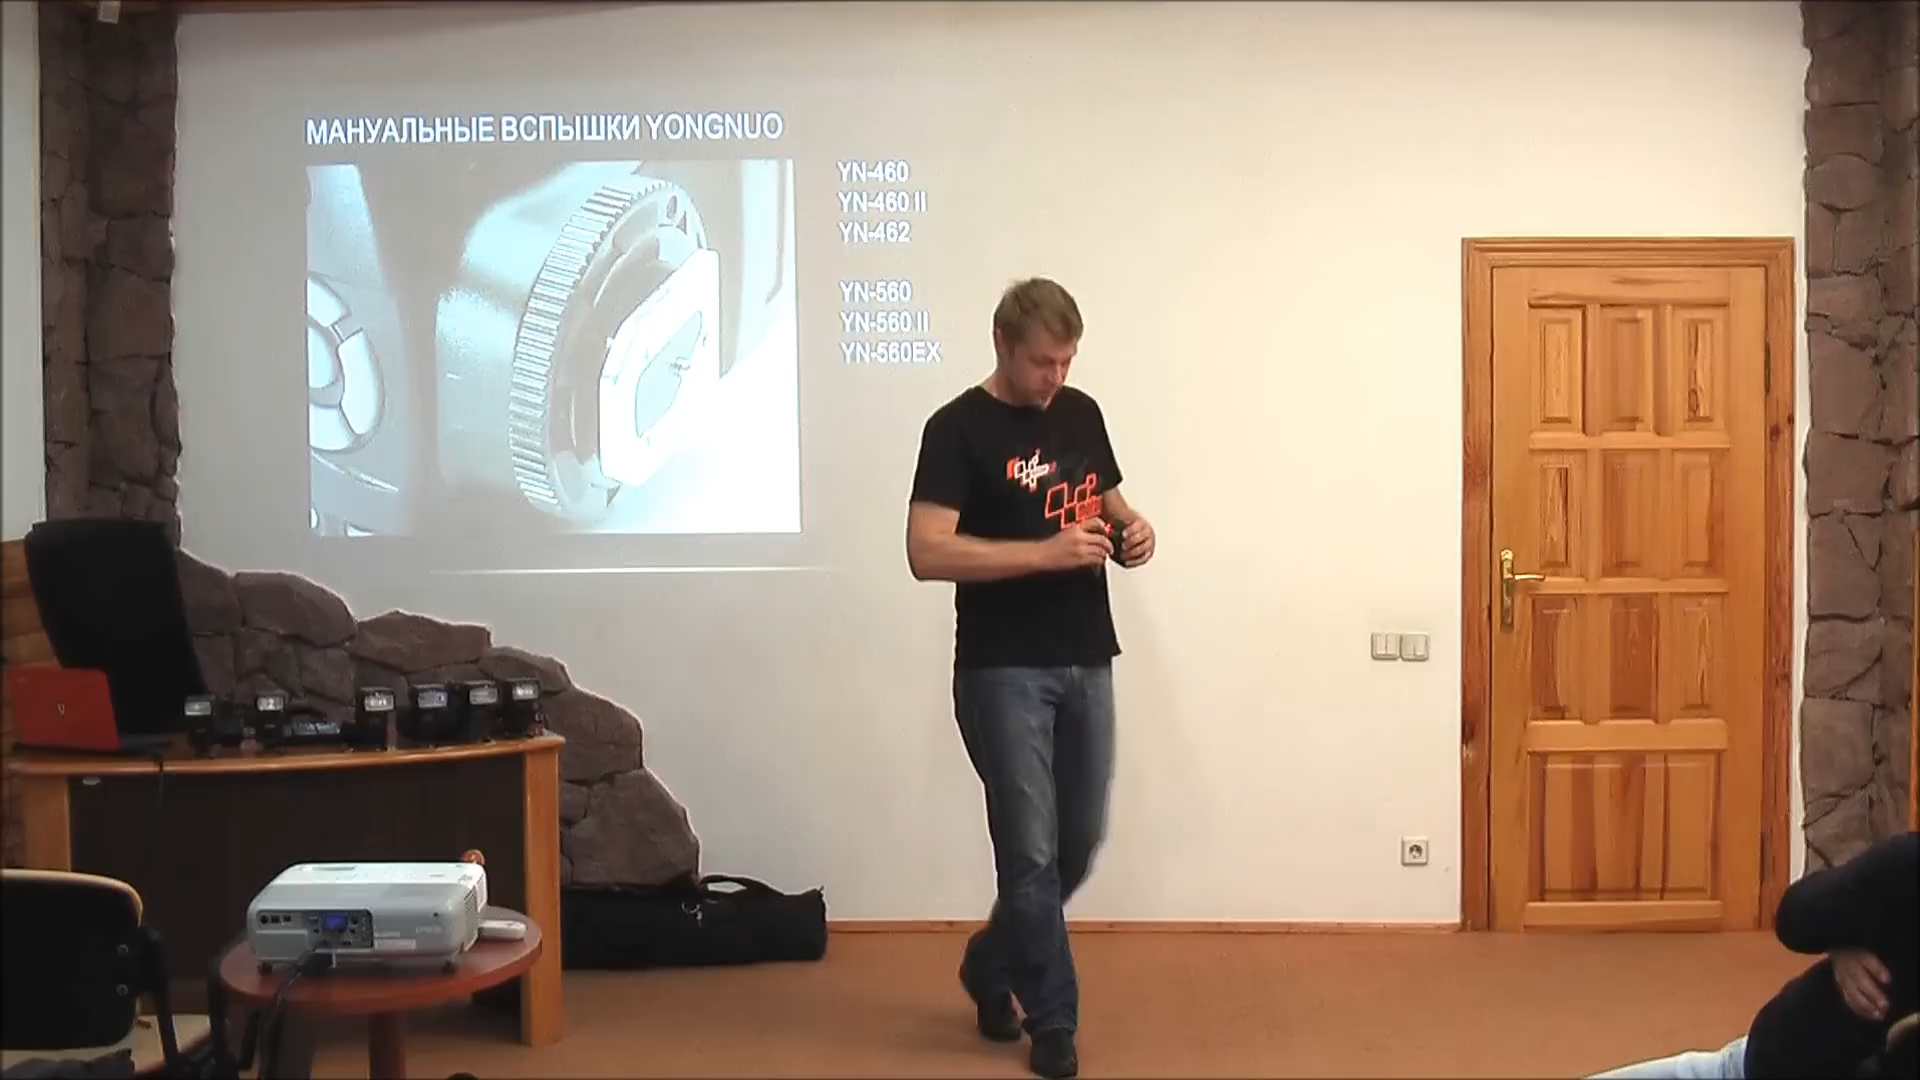 МАНУАЛЬНЫЕ ВСПЫШКИ YONGNUO
YN-460
YN-460 II
YN-462
YN-560
YN-560 II
YN-560EX